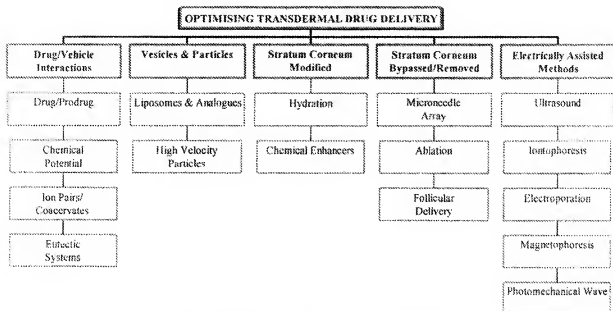 OPTIMISING TRANSDERMAL DRUG DELIVERY
Drug/Vehicle
Interactions
Drug/Prodrug
Chemical
Potential
Ion Pairs/
Coacervates
Eutectic
Systems
Vesicles & Particles
Liposomes & Analogues
High Velocity
Particles
Stratum Corneum
Modified
Hydration
Chemical Enhancers
Stratum Corneum
Bypassed/Removed
Microneedle
Array
Ablation
Follicular
Delivery
Electrically Assisted
Methods
Ultrasound
Iontophoresis
Electroporation
Magnetophoresis
Photomechanical Wave